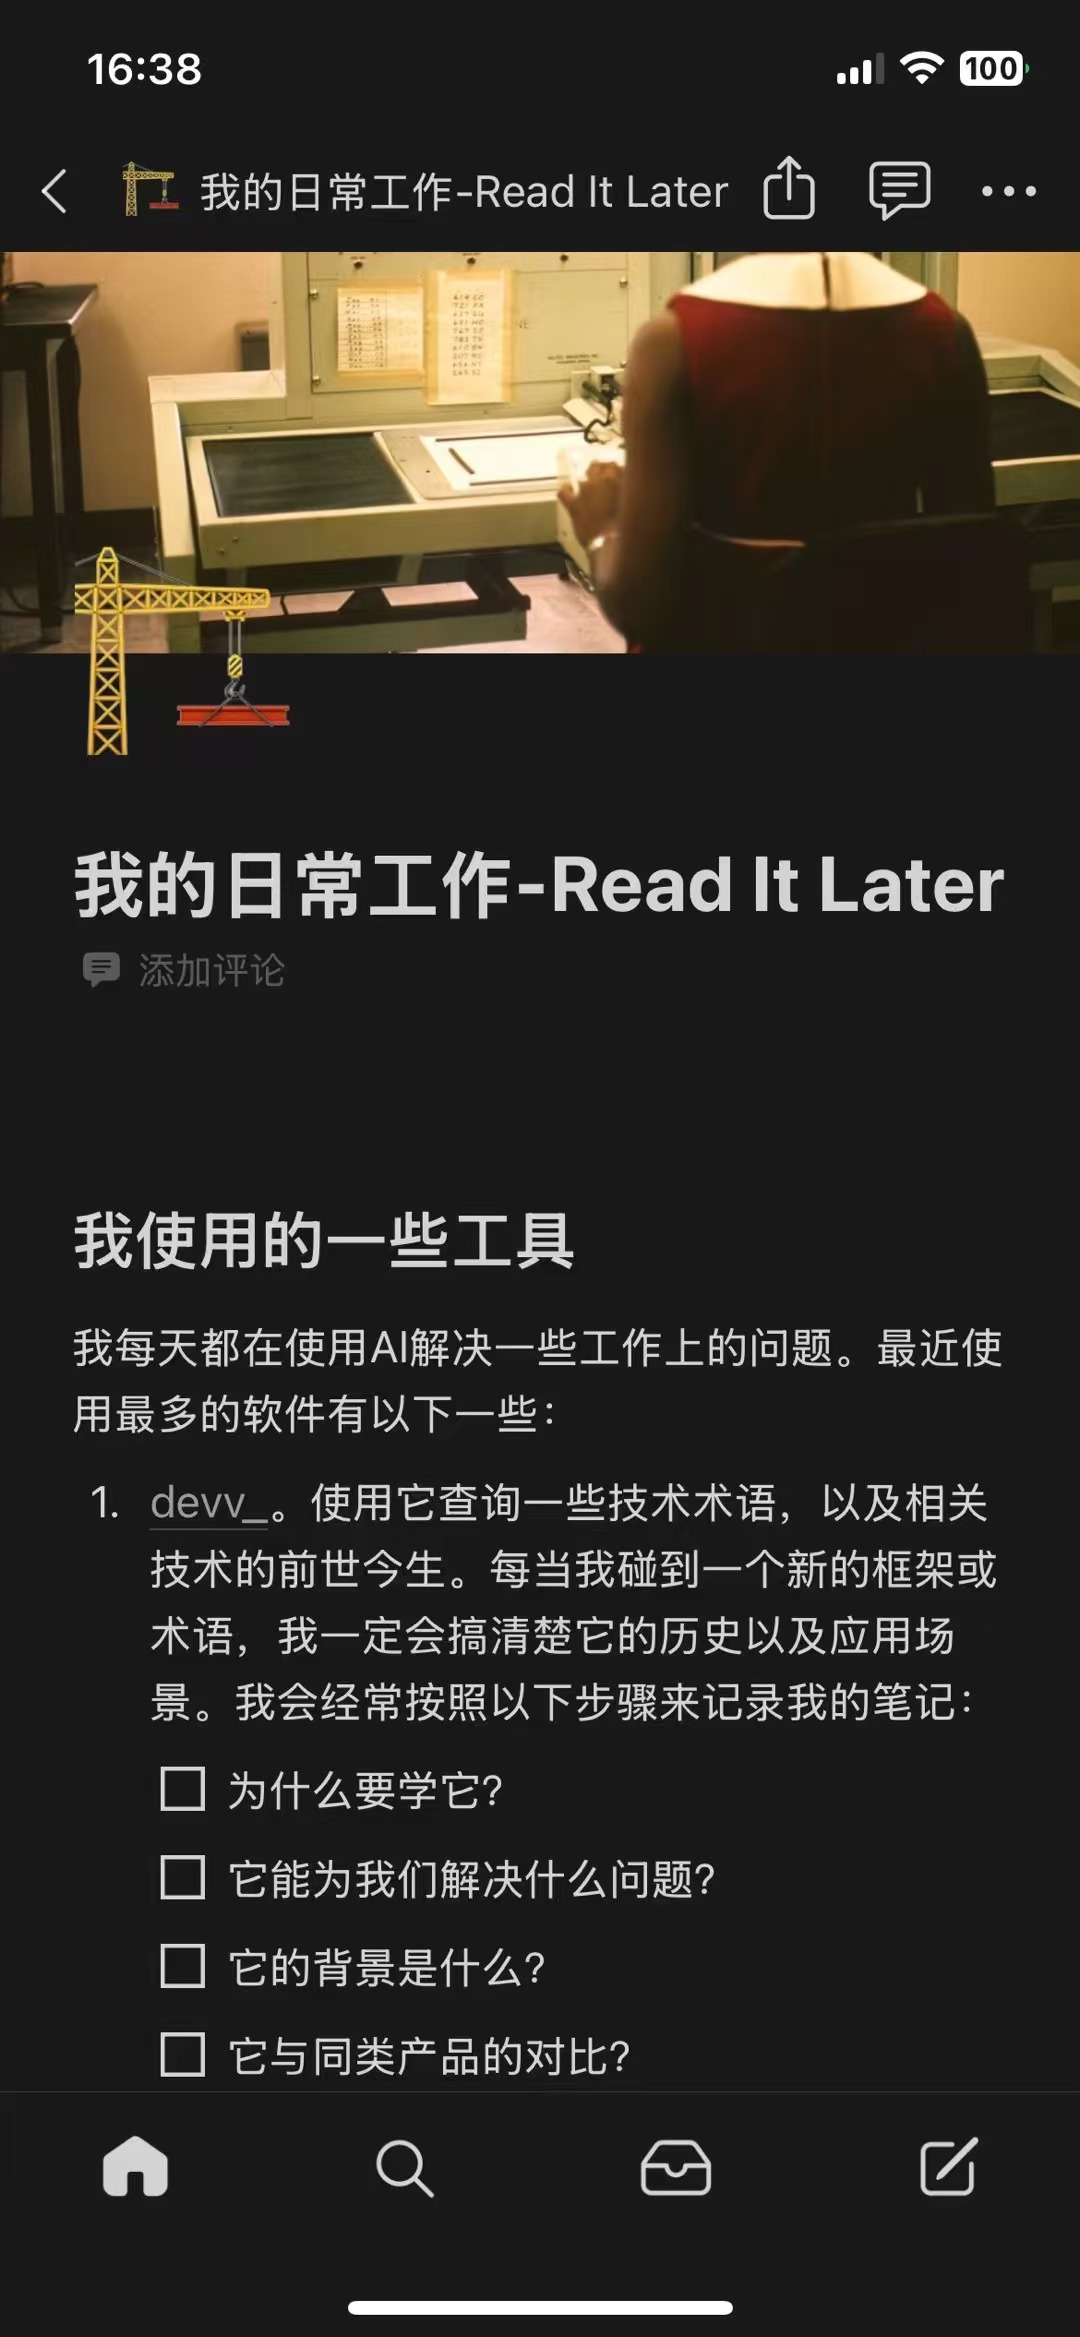 16:38
100
我的日常工作-Read It Later
我的日常工作-Read It Later
添加评论
我使用的一些工具
我每天都在使用AI解决一些工作上的问题。最近使
用最多的软件有以下一些：
1. devv_。使用它查询一些技术术语，以及相关
技术的前世今生。每当我碰到一个新的框架或
术语，我一定会搞清楚它的历史以及应用场
景。我会经常按照以下步骤来记录我的笔记：
为什么要学它?
它能为我们解决什么问题?
它的背景是什么?
它与同类产品的对比?